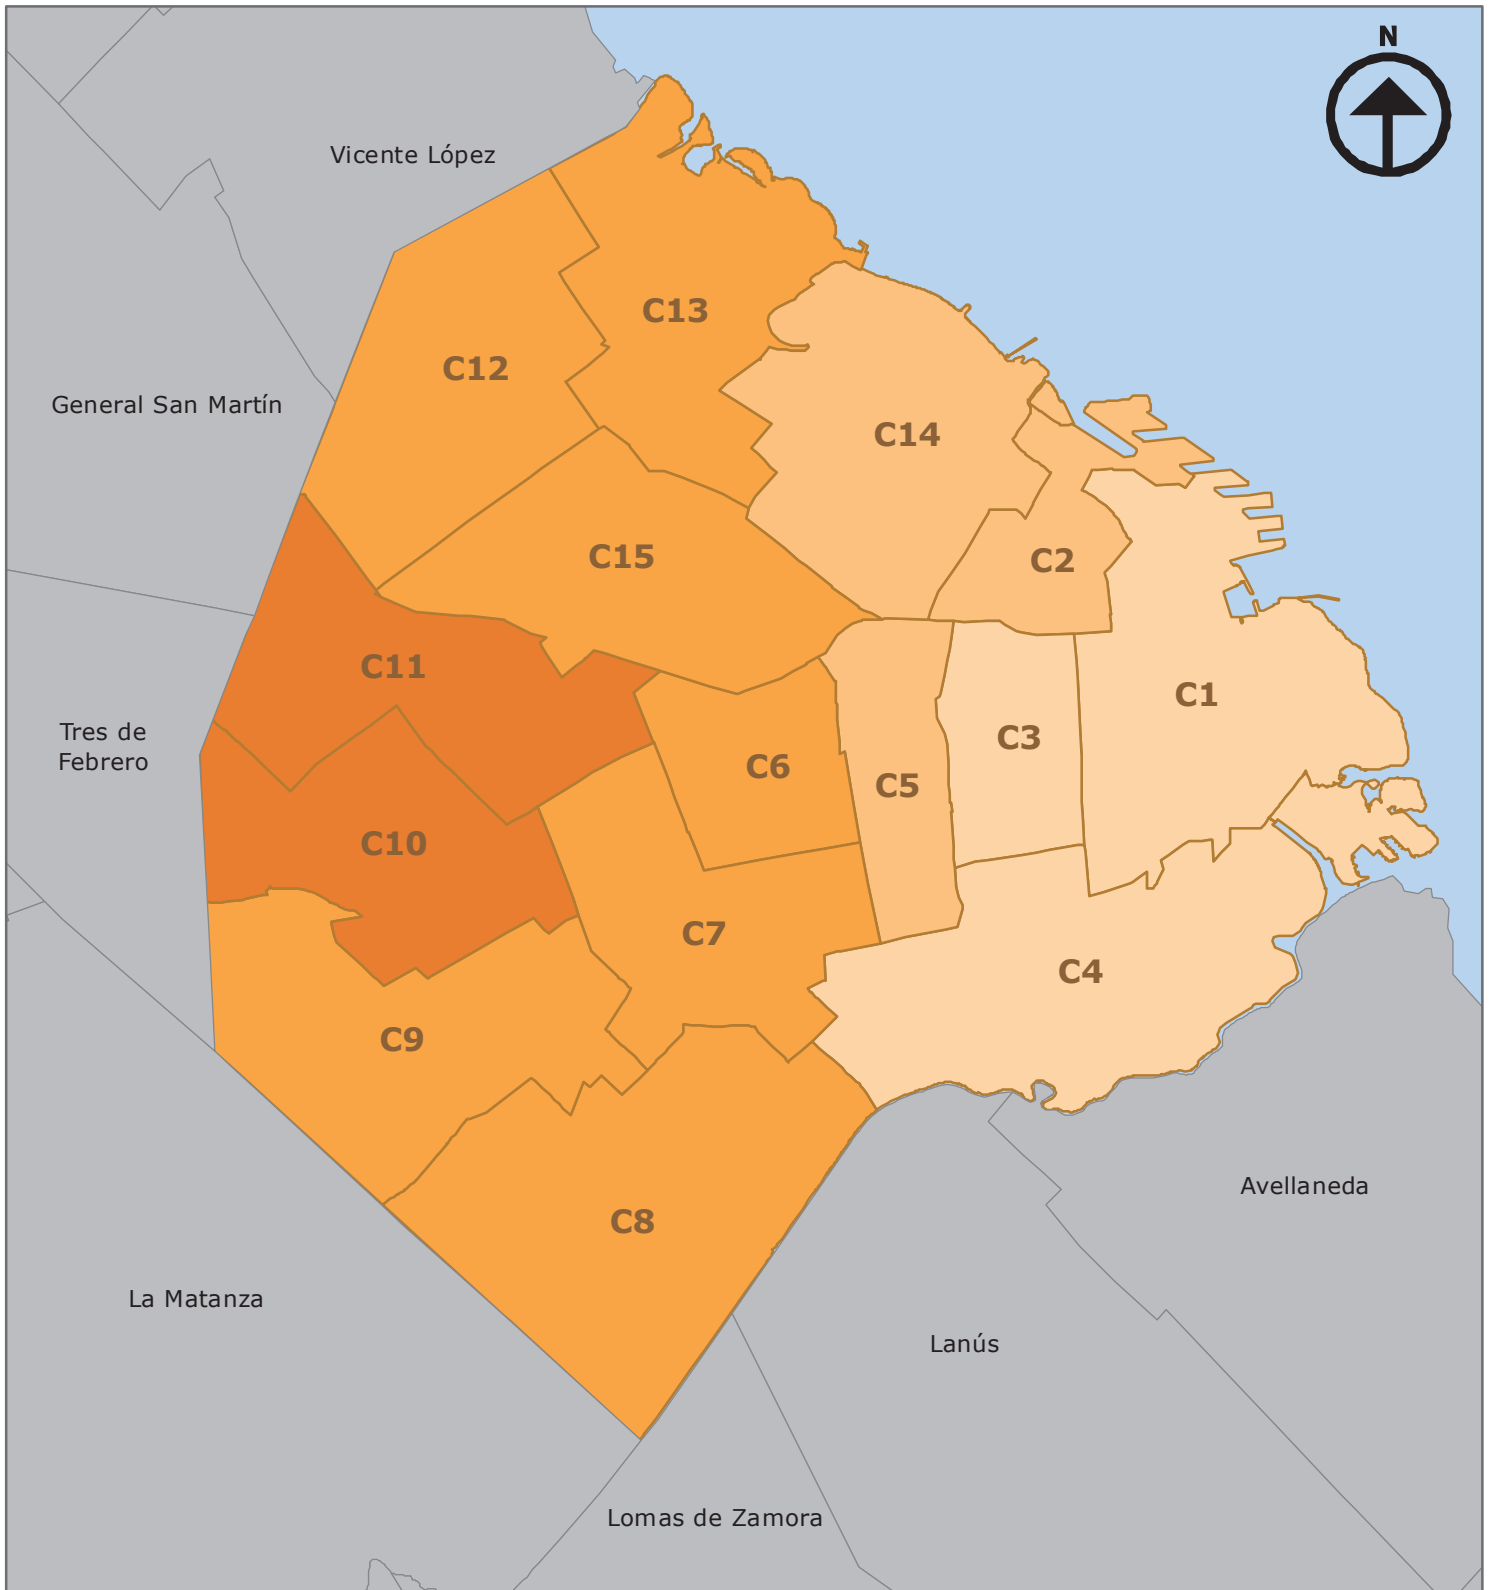 N
Vicente López
C13
C12
General San Martín
C14
C15
C2
C11
C1
Tres de
Febrero
C3
C6
C5
C10
C7
C4
C9
Avellaneda
C8
La Matanza
Lanús
Lomas de Zamora